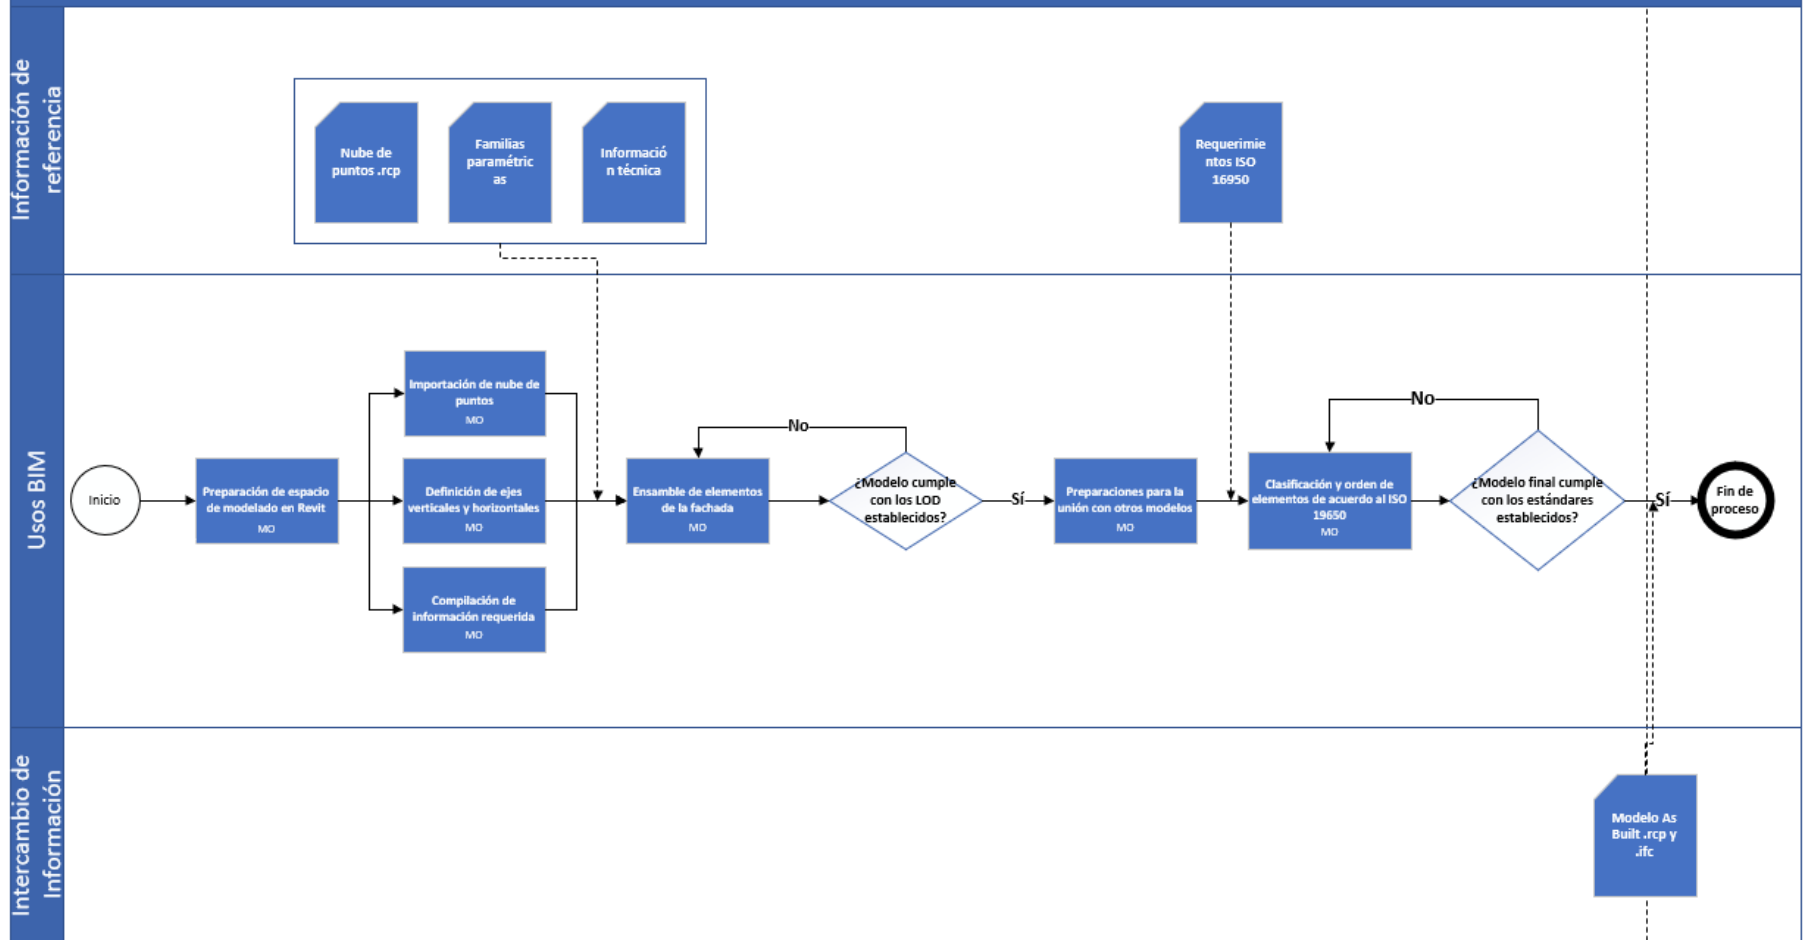 Información de
referencia
Nube de
puntos .rcp
Familias
paramétric
as
Informació
n técnica
Requerimie
ntos ISO
16950
Usos BIM
Inicio
Preparación de espacio
de modelado en Revit
MO
Importación de nube de
puntos
MO
Definición de ejes
verticales y horizontales
MO
Compilación de
información requerida
MO
Ensamble de elementos
de la fachada
MO
No
¿Modelo cumple
con los LOD
establecidos?
Sí
Preparaciones para la
unión con otros modelos
MO
Clasificación y orden de
elementos de acuerdo al ISO
19650
MO
No
¿Modelo final cumple
con los estándares
establecidos?
Sí
Fin de
proceso
Intercambio de
Información
Modelo As
Built .rcp y
.ifc